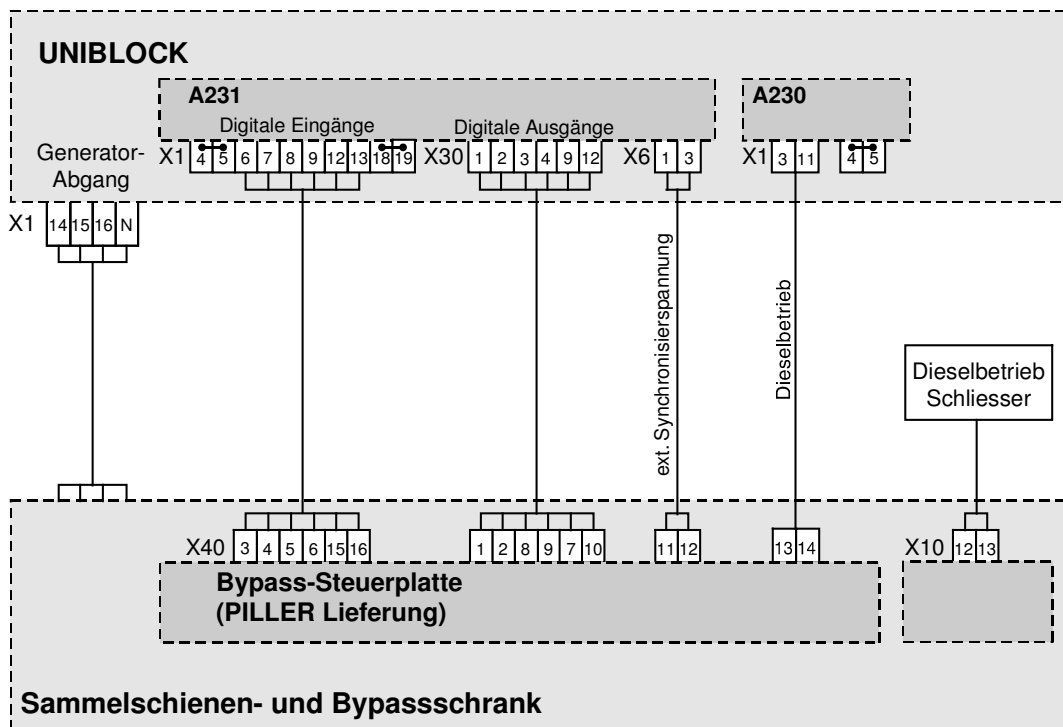 UNIBLOCK
A231
A230
Digitale Eingänge
Digitale Ausgänge
Generator-
Abgang
X1 4 5 6 7 8 9 12 13 18 19
X30 1 2 3 4 9 12
X6 1 3
X1 3 11 4 5
X1 14 15 16 N
ext. Synchronisierspannung
Dieselbetrieb
Dieselbetrieb
Schliesser
X40 3 4 5 6 15 16
1 2 8 9 7 10
11 12
13 14
X10 12 13
Bypass-Steuerplatte
(PILLER Lieferung)
Sammelschienen- und Bypassschrank